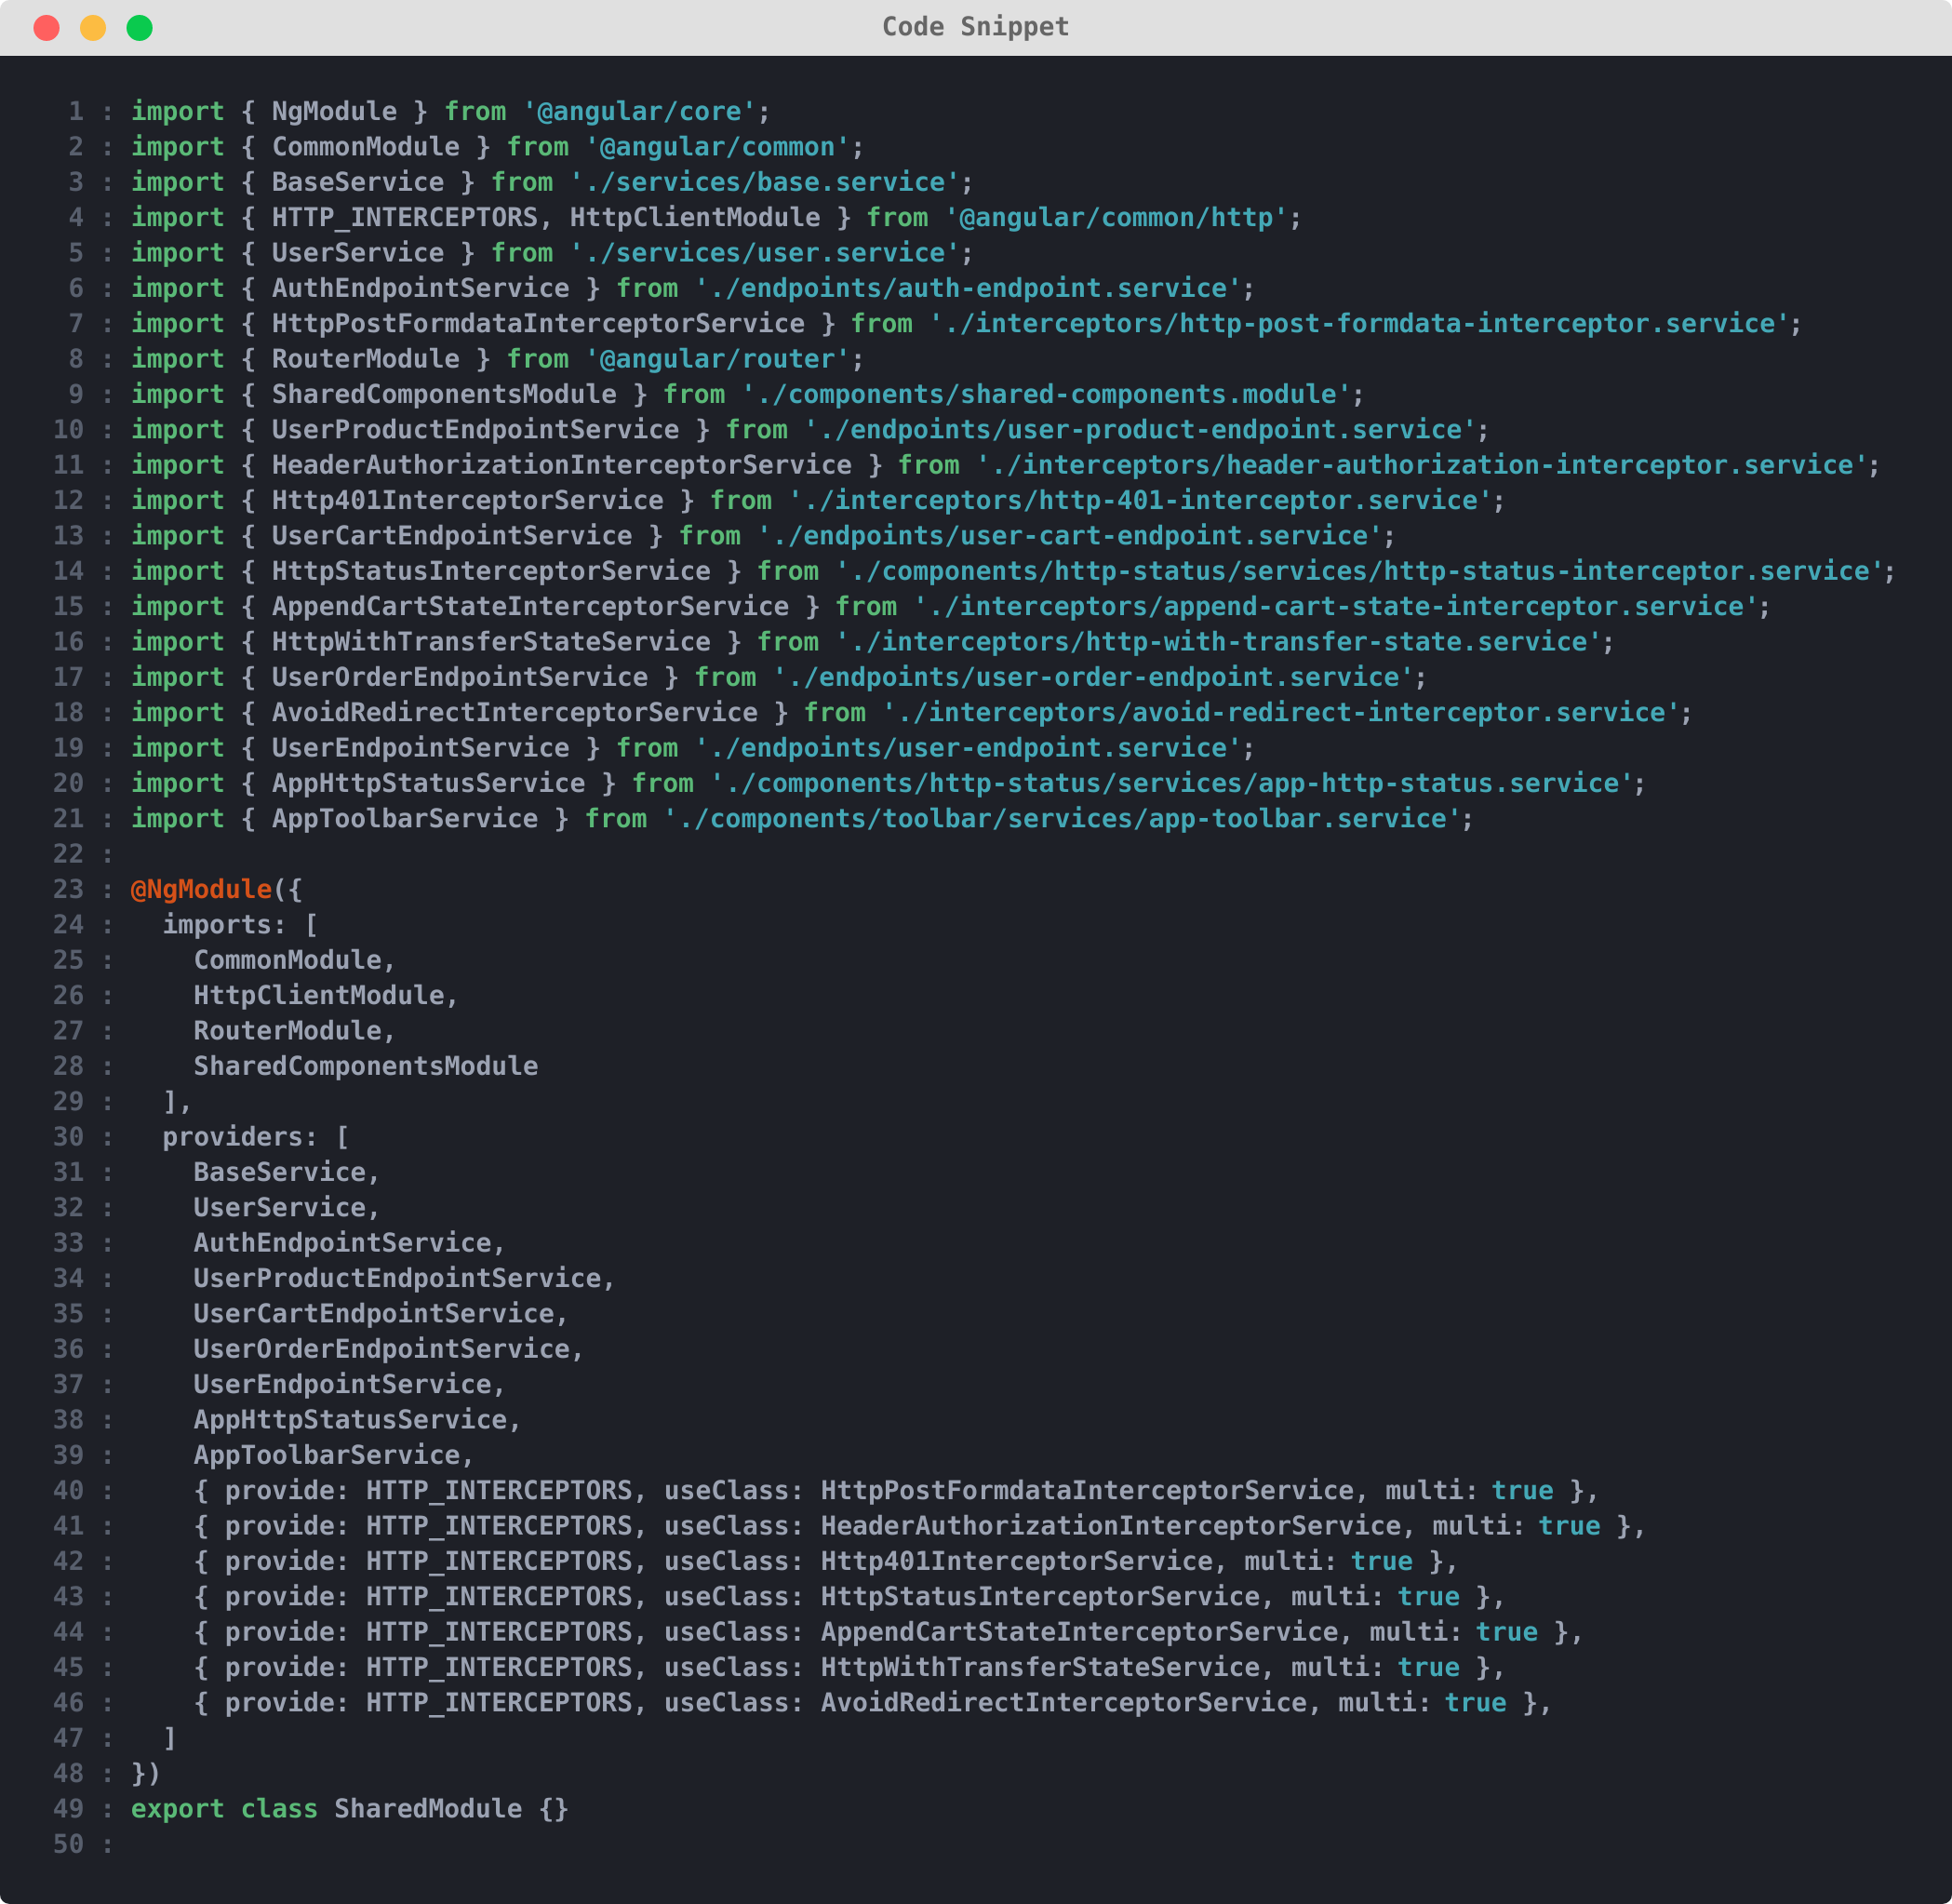 Code Snippet
1 : import { NgModule } from '@angular/core';
2 : import { CommonModule } from '@angular/common';
3 : import { BaseService } from './services/base.service';
4 : import { HTTP_INTERCEPTORS, HttpClientModule } from '@angular/common/http';
5 : import { UserService } from './services/user.service';
6 : import { AuthEndpointService } from './endpoints/auth-endpoint.service';
7 : import { HttpPostFormdataInterceptorService } from './interceptors/http-post-formdata-interceptor.service';
8 : import { RouterModule } from '@angular/router';
9 : import { SharedComponentsModule } from './components/shared-components.module';
10 : import { UserProductEndpointService } from './endpoints/user-product-endpoint.service';
11 : import { HeaderAuthorizationInterceptorService } from './interceptors/header-authorization-interceptor.service';
12 : import { Http401InterceptorService } from './interceptors/http-401-interceptor.service';
13 : import { UserCartEndpointService } from './endpoints/user-cart-endpoint.service';
14 : import { HttpStatusInterceptorService } from './components/http-status/services/http-status-interceptor.service';
15 : import { AppendCartStateInterceptorService } from './interceptors/append-cart-state-interceptor.service';
16 : import { HttpWithTransferStateService } from './interceptors/http-with-transfer-state.service';
17 : import { UserOrderEndpointService } from './endpoints/user-order-endpoint.service';
18 : import { AvoidRedirectInterceptorService } from './interceptors/avoid-redirect-interceptor.service';
19 : import { UserEndpointService } from './endpoints/user-endpoint.service';
20 : import { AppHttpStatusService } from './components/http-status/services/app-http-status.service';
21 : import { AppToolbarService } from './components/toolbar/services/app-toolbar.service';
22 :
23 : @NgModule({
24 :   imports: [
25 :     CommonModule,
26 :     HttpClientModule,
27 :     RouterModule,
28 :     SharedComponentsModule
29 :   ],
30 :   providers: [
31 :     BaseService,
32 :     UserService,
33 :     AuthEndpointService,
34 :     UserProductEndpointService,
35 :     UserCartEndpointService,
36 :     UserOrderEndpointService,
37 :     UserEndpointService,
38 :     AppHttpStatusService,
39 :     AppToolbarService,
40 :     { provide: HTTP_INTERCEPTORS, useClass: HttpPostFormdataInterceptorService, multi: true },
41 :     { provide: HTTP_INTERCEPTORS, useClass: HeaderAuthorizationInterceptorService, multi: true },
42 :     { provide: HTTP_INTERCEPTORS, useClass: Http401InterceptorService, multi: true },
43 :     { provide: HTTP_INTERCEPTORS, useClass: HttpStatusInterceptorService, multi: true },
44 :     { provide: HTTP_INTERCEPTORS, useClass: AppendCartStateInterceptorService, multi: true },
45 :     { provide: HTTP_INTERCEPTORS, useClass: HttpWithTransferStateService, multi: true },
46 :     { provide: HTTP_INTERCEPTORS, useClass: AvoidRedirectInterceptorService, multi: true },
47 :   ]
48 : })
49 : export class SharedModule {}
50 :